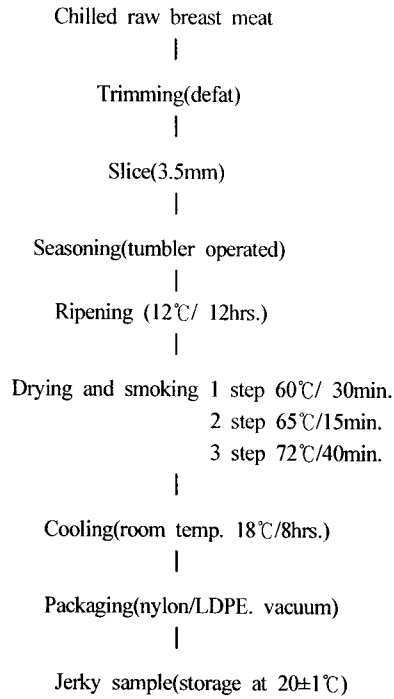 Chilled raw breast meat
Trimming(defat)
Slice(3.5mm)
Seasoning(tumbler operated)
Ripening (12℃/ 12hrs.)
Drying and smoking 1 step 60℃/ 30min.
2 step 65℃/15min.
3 step 72℃/40min.
Cooling(room temp. 18℃/8hrs.)
Packaging(nylon/LDPE. vacuum)
Jerky sample(storage at 20±1℃)